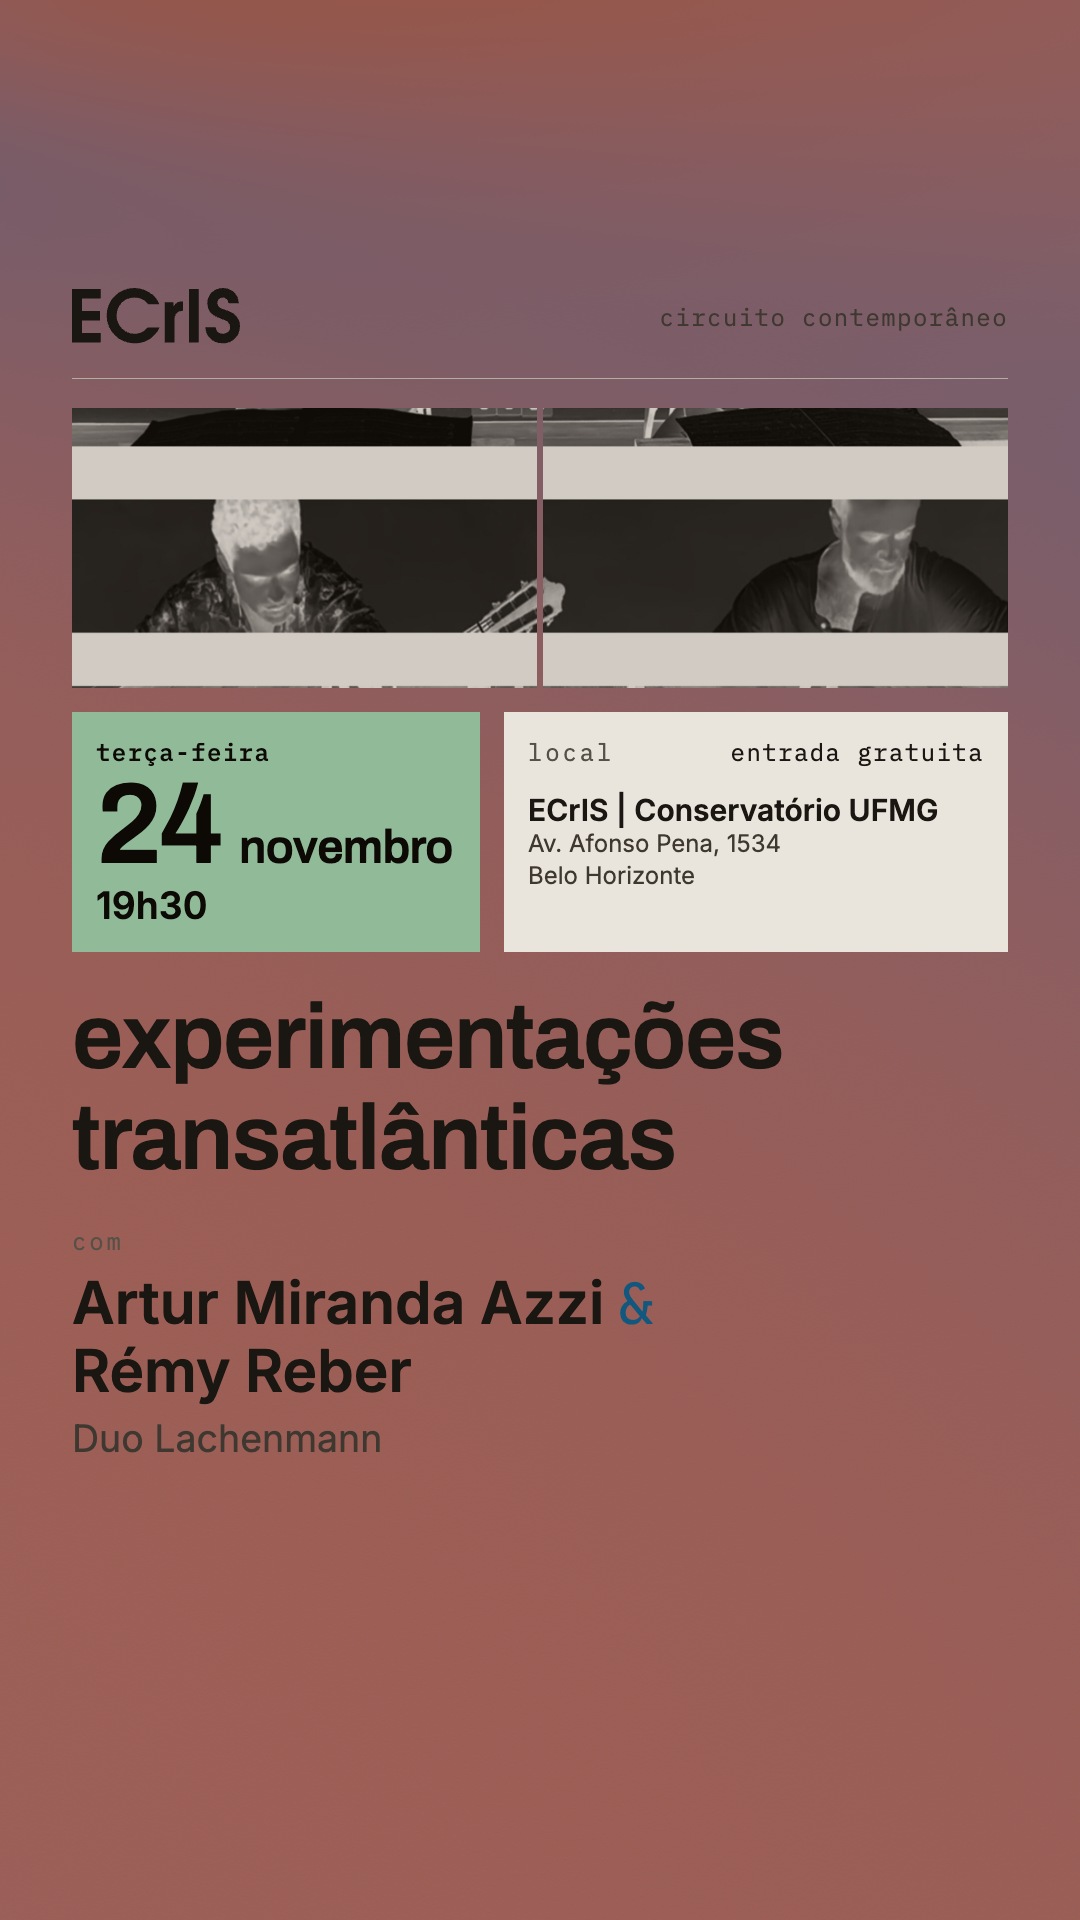 ECrIS
circuito contemporâneo
terça-feira
24 novembro
19h30
local
entrada gratuita
ECrIS | Conservatório UFMG
Av. Afonso Pena, 1534
Belo Horizonte
experimentações
transatlânticas
com
Artur Miranda Azzi &
Rémy Reber
Duo Lachenmann